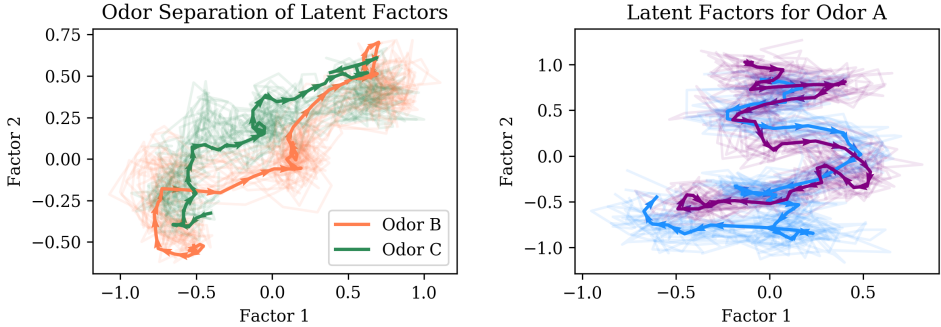 Odor Separation of Latent Factors
0.75
0.50
0.25
0.00
−0.25
−0.50
Factor 2
Odor B
Odor C
−1.0 −0.5 0.0 0.5 1.0
Factor 1
Latent Factors for Odor A
1.0
0.5
0.0
−0.5
−1.0
Factor 2
−1.0 −0.5 0.0 0.5
Factor 1